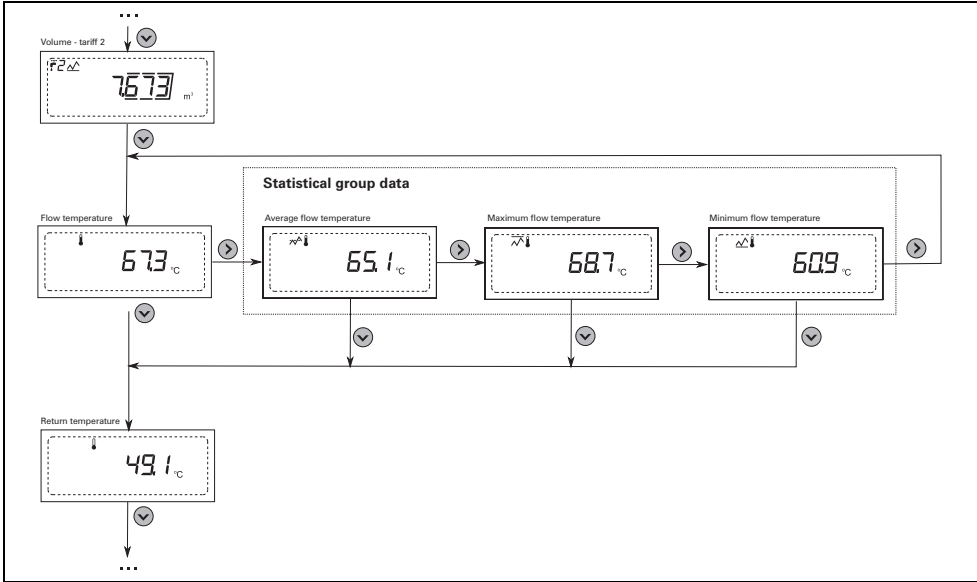 ...
Volume - tariff 2
T2
7.673 m³
Statistical group data
Flow temperature
67.3 °C
Average flow temperature
65.1 °C
Maximum flow temperature
68.7 °C
Minimum flow temperature
60.9 °C
Return temperature
49.1 °C
...